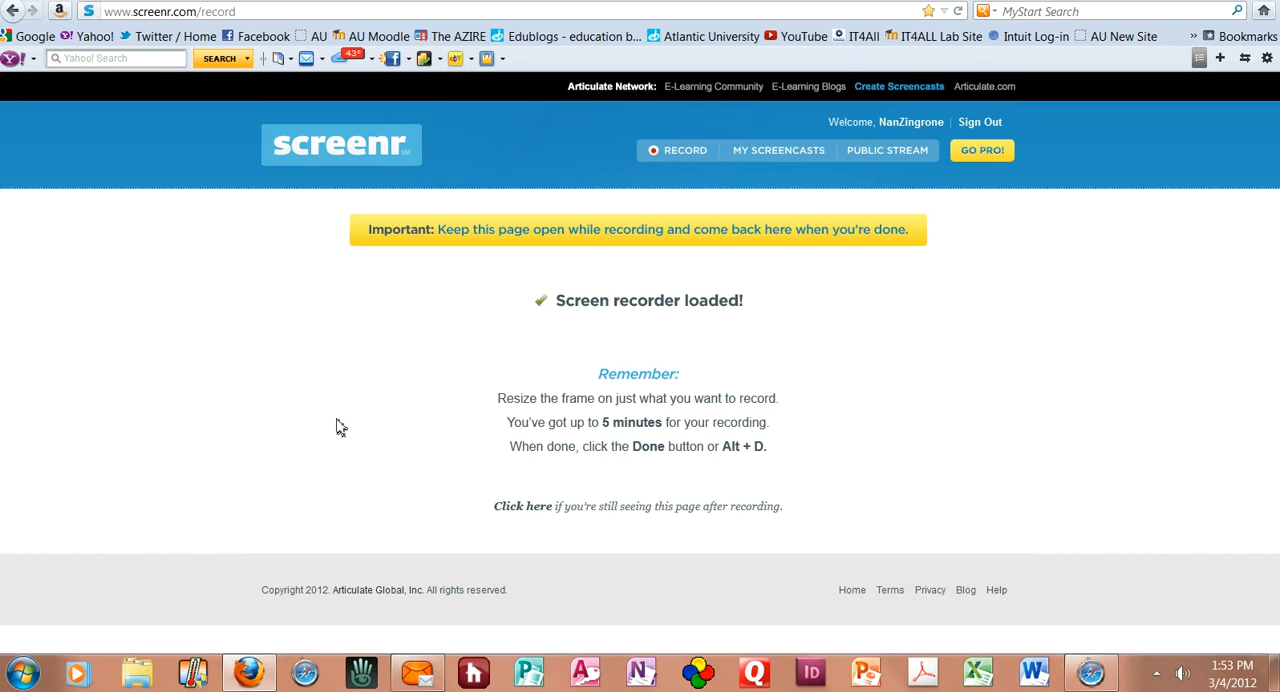 www.screenr.com/record
MyStart Search
Google Yahoo! Twitter / Home Facebook AU AU Moodle The AZIRE Edublogs - education b... Atlantic University YouTube IT4All IT4ALL Lab Site Intuit Log-in AU New Site » Bookmarks
Yahoo! Search SEARCH 43°
Articulate Network: E-Learning Community E-Learning Blogs Create Screencasts Articulate.com
Welcome, NanZingrone | Sign Out
screenr
RECORD MY SCREENCASTS PUBLIC STREAM GO PRO!
Important: Keep this page open while recording and come back here when you're done.
Screen recorder loaded!
Remember:
Resize the frame on just what you want to record.
You've got up to 5 minutes for your recording.
When done, click the Done button or Alt + D.
Click here if you're still seeing this page after recording.
Copyright 2012. Articulate Global, Inc. All rights reserved.
Home Terms Privacy Blog Help
1:53 PM
3/4/2012